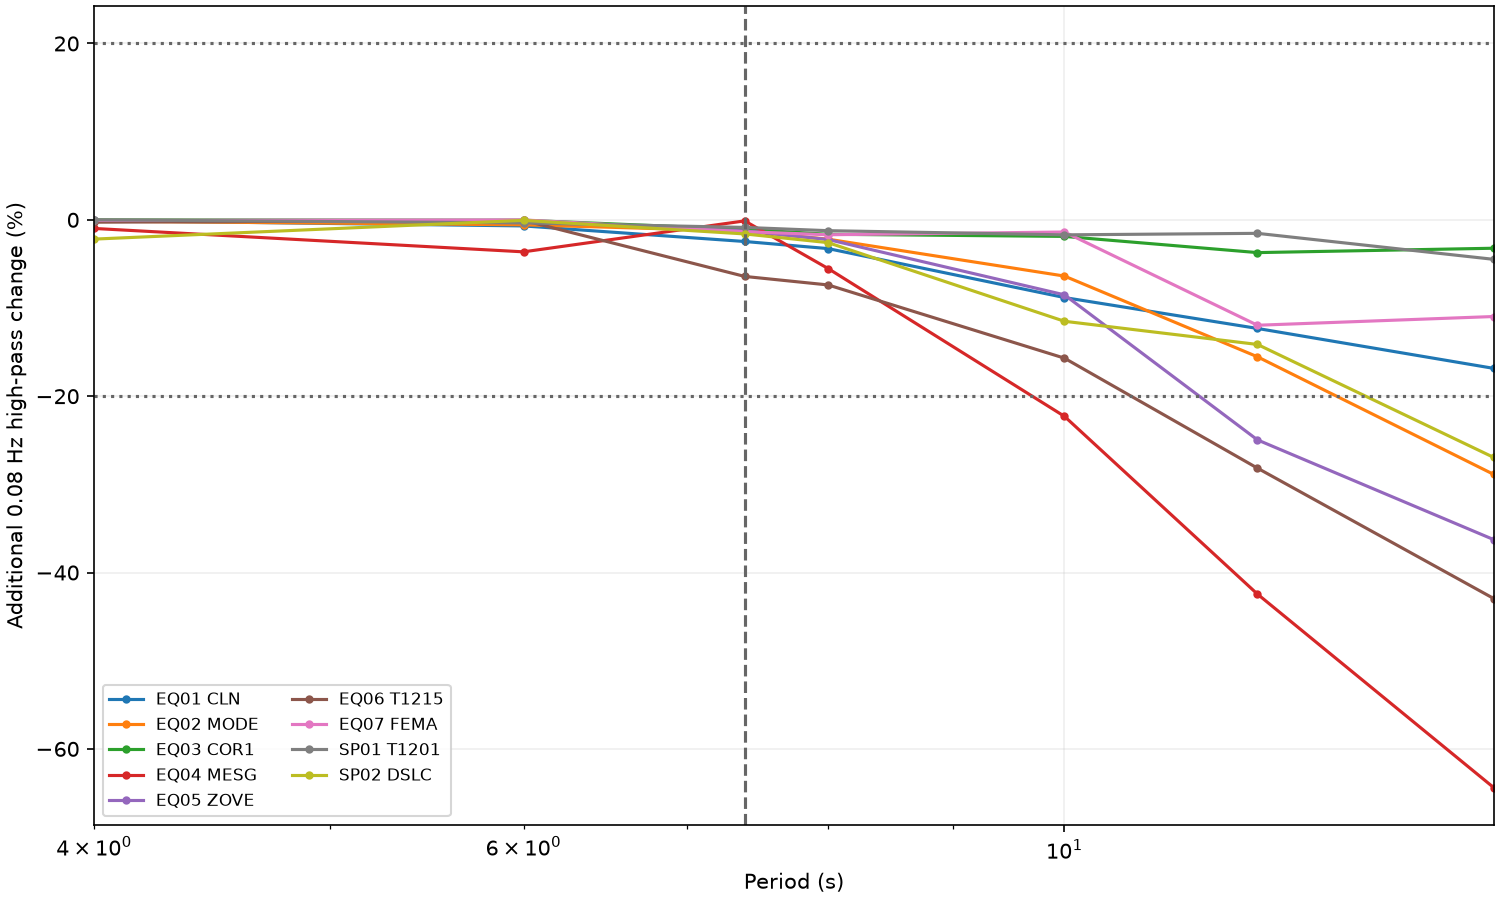 Additional 0.08 Hz high-pass change (%)
20
0
−20
−40
−60
EQ01 CLN
EQ02 MODE
EQ03 COR1
EQ04 MESG
EQ05 ZOVE
EQ06 T1215
EQ07 FEMA
SP01 T1201
SP02 DSLC
4 × 10⁰
6 × 10⁰
10¹
Period (s)